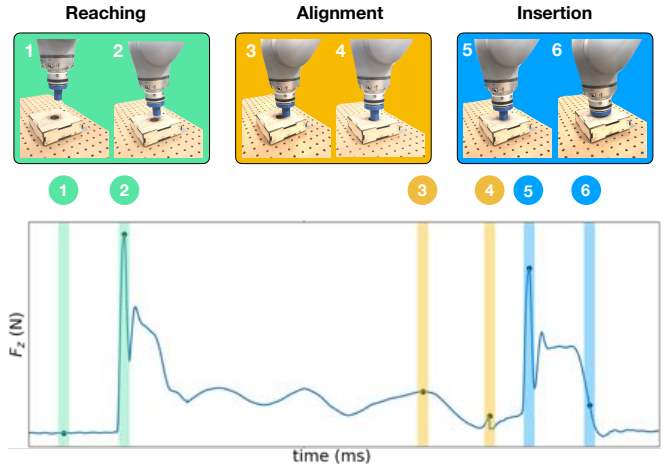 Reaching Alignment Insertion
1 2 3 4 5 6
1 2 3 4 5 6
F_z (N)
time (ms)